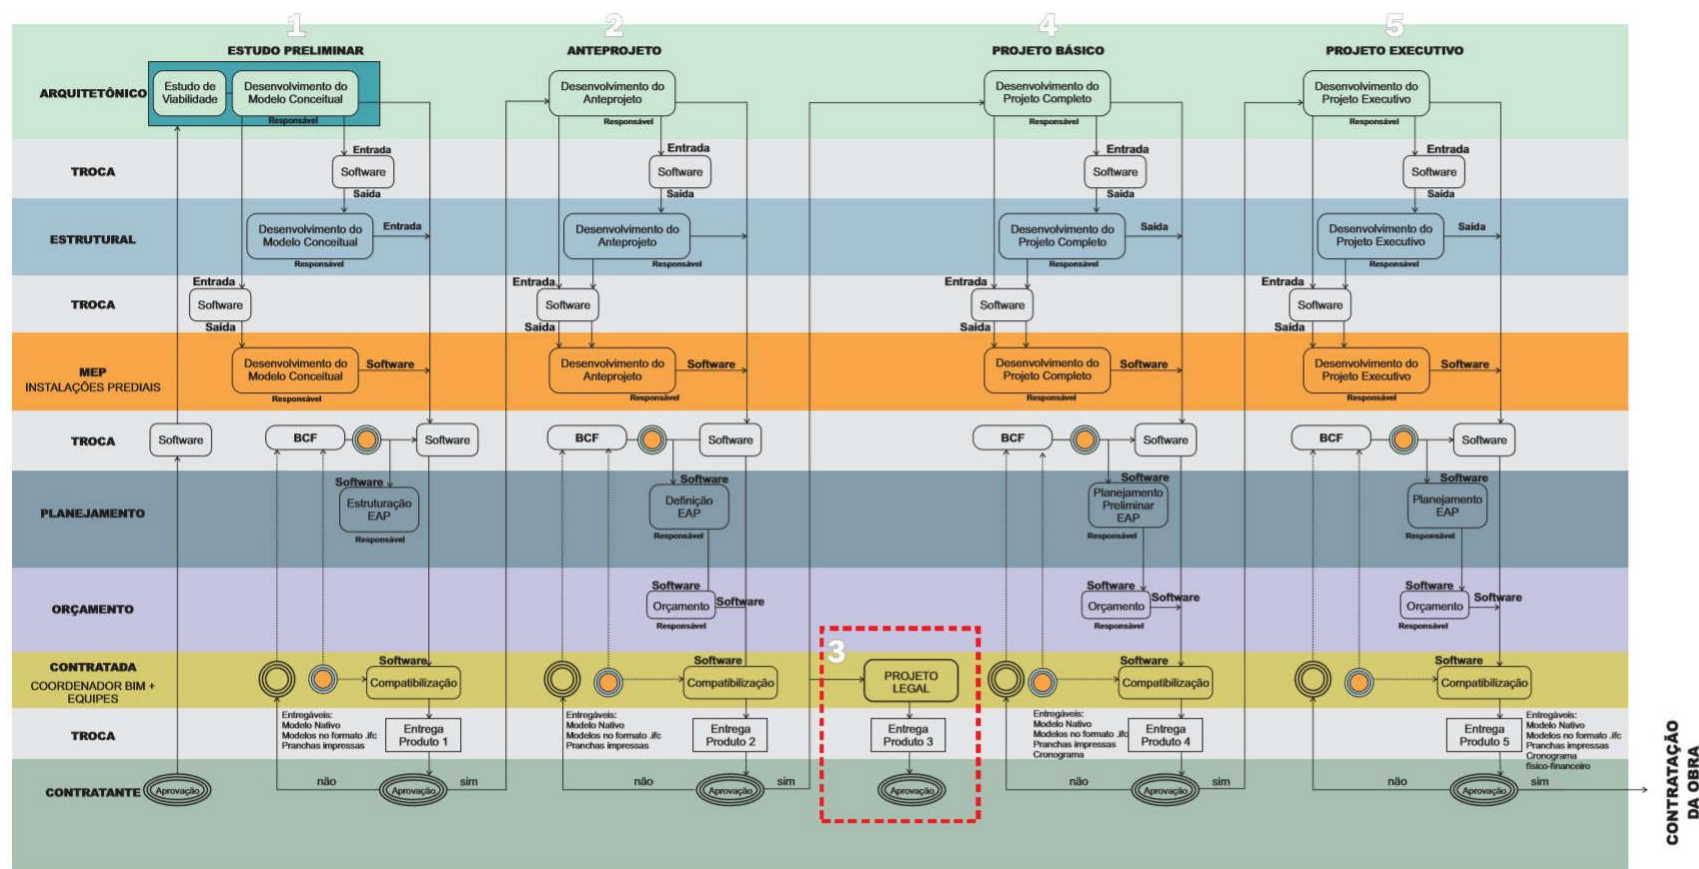 1
2
4
5
ESTUDO PRELIMINAR
ANTEPROJETO
PROJETO BÁSICO
PROJETO EXECUTIVO
ARQUITETÔNICO
Estudo de
Viabilidade
Desenvolvimento do
Modelo Conceitual
Responsável
Desenvolvimento do
Anteprojeto
Responsável
Desenvolvimento do
Projeto Completo
Responsável
Desenvolvimento do
Projeto Executivo
Responsável
TROCA
Entrada
Software
Saída
Entrada
Software
Saída
Entrada
Software
Saída
Entrada
Software
Saída
ESTRUTURAL
Desenvolvimento do
Modelo Conceitual
Entrada
Responsável
Desenvolvimento do
Anteprojeto
Responsável
Desenvolvimento do
Projeto Completo
Saída
Responsável
Desenvolvimento do
Projeto Executivo
Saída
Responsável
TROCA
Entrada
Software
Saída
Entrada
Software
Saída
Entrada
Software
Saída
Entrada
Software
Saída
MEP
INSTALAÇÕES PREDIAIS
Desenvolvimento do
Modelo Conceitual
Software
Responsável
Desenvolvimento do
Anteprojeto
Software
Responsável
Desenvolvimento do
Projeto Completo
Software
Responsável
Desenvolvimento do
Projeto Executivo
Software
Responsável
TROCA
Software
BCF
Software
BCF
Software
BCF
Software
BCF
Software
PLANEJAMENTO
Software
Estruturação
EAP
Responsável
Software
Definição
EAP
Responsável
Software
Planejamento
Preliminar
EAP
Responsável
Software
Planejamento
EAP
Responsável
ORÇAMENTO
Software
Orçamento
Software
Responsável
Software
Orçamento
Software
Responsável
Software
Orçamento
Software
Responsável
CONTRATADA
COORDENADOR BIM +
EQUIPES
Software
Compatibilização
Software
Compatibilização
3
PROJETO
LEGAL
Software
Compatibilização
Software
Compatibilização
TROCA
Entregáveis:
Modelo Nativo
Modelos no formato .ifc
Pranchas impressas
Entrega
Produto 1
Entregáveis:
Modelo Nativo
Modelos no formato .ifc
Pranchas impressas
Entrega
Produto 2
Entrega
Produto 3
Entregáveis:
Modelo Nativo
Modelos no formato .ifc
Pranchas impressas
Cronograma
Entrega
Produto 4
Entrega
Produto 5
Entregáveis:
Modelo Nativo
Modelos no formato .ifc
Pranchas impressas
Cronograma
físico-financeiro
CONTRATANTE
Aprovação
não
Aprovação
sim
não
Aprovação
sim
Aprovação
não
Aprovação
sim
não
Aprovação
sim
CONTRATAÇÃO
DA OBRA